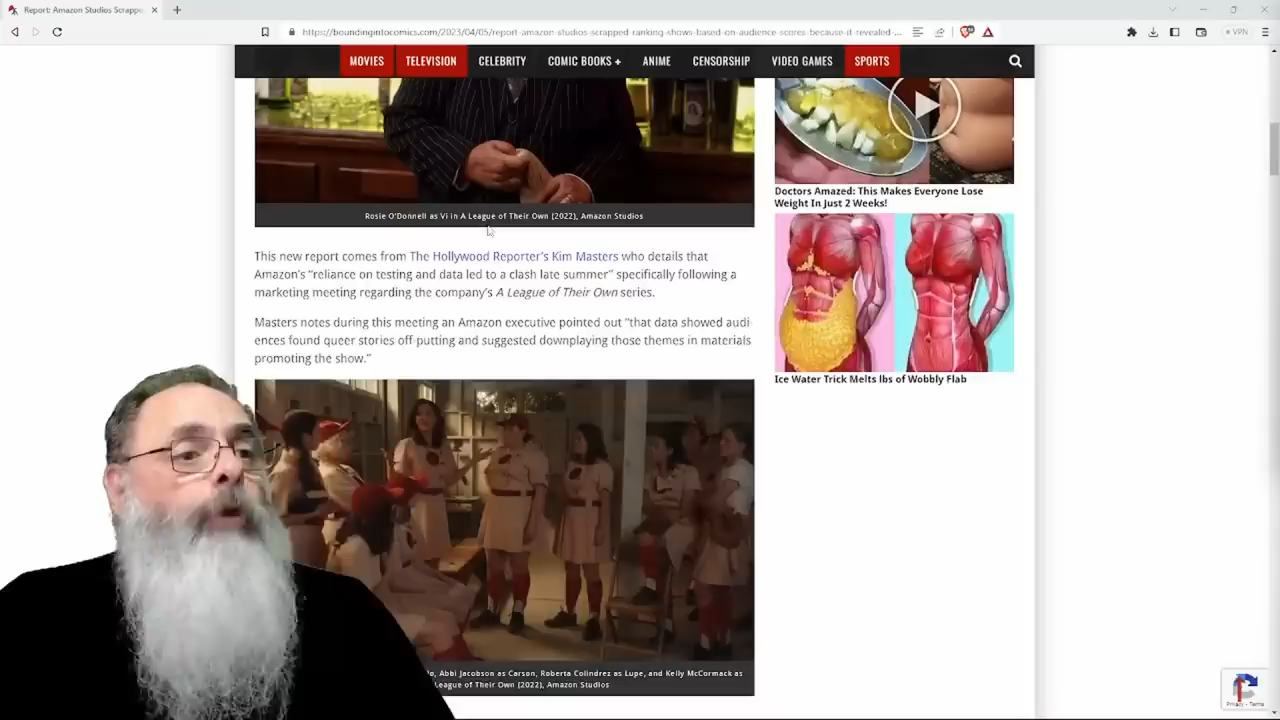 Report: Amazon Studios Scrappe
https://boundingintocomics.com/2023/04/05/report-amazon-studios-scrapped-ranking-shows-based-on-audience-scores-because-it-revealed-...
VPN
MOVIES TELEVISION CELEBRITY COMIC BOOKS + ANIME CENSORSHIP VIDEO GAMES SPORTS
Rosie O'Donnell as Vi in A League of Their Own (2022), Amazon Studios
This new report comes from The Hollywood Reporter's Kim Masters who details that
Amazon's "reliance on testing and data led to a clash late summer" specifically following a
marketing meeting regarding the company's A League of Their Own series.
Masters notes during this meeting an Amazon executive pointed out "that data showed audi-
ences found queer stories off-putting and suggested downplaying those themes in materials
promoting the show."
Abbi Jacobson as Carson, Roberta Colindrez as Lupe, and Kelly McCormack as
League of Their Own (2022), Amazon Studios
Doctors Amazed: This Makes Everyone Lose
Weight In Just 2 Weeks!
Ice Water Trick Melts lbs of Wobbly Flab
Privacy - Terms